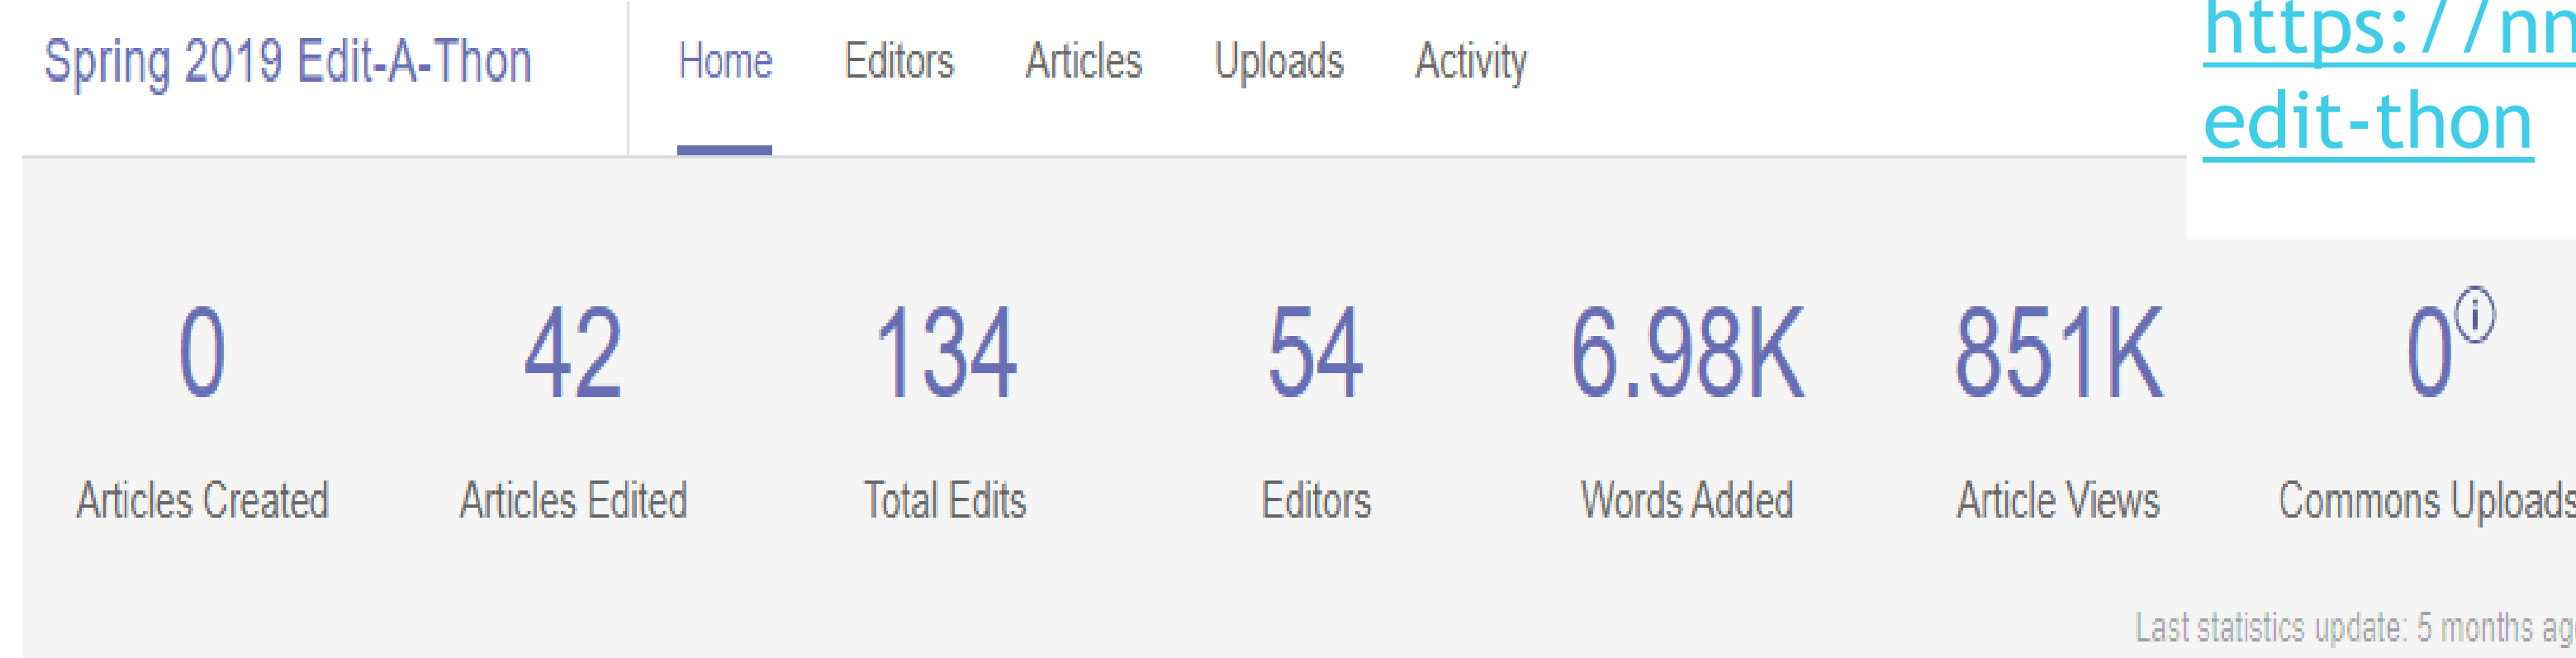 Spring 2019 Edit-A-Thon Home Editors Articles Uploads Activity
https://nn
edit-thon
0 42 134 54 6.98K 851K 0
Articles Created Articles Edited Total Edits Editors Words Added Article Views Commons Uploads
Last statistics update: 5 months ago